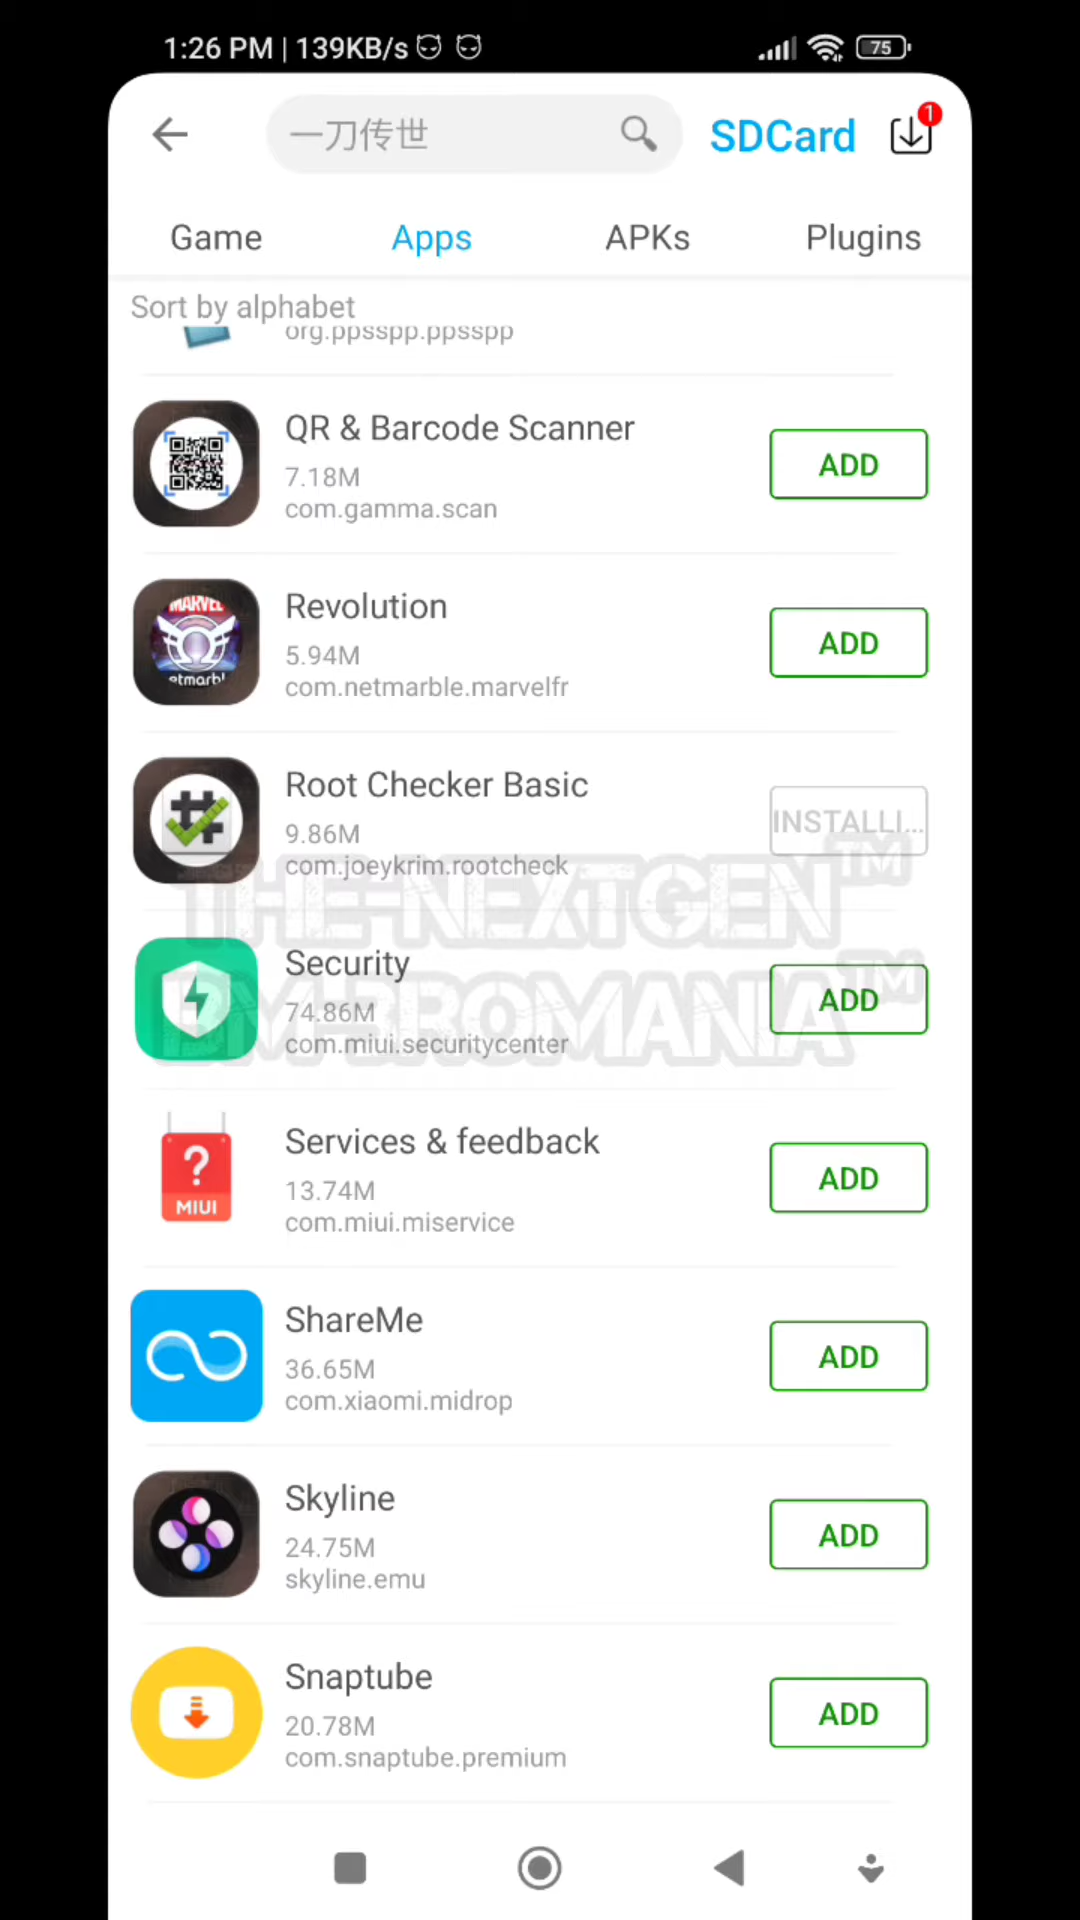 1:26 PM | 139KB/s
75
一刀传世
SDCard
1
Game
Apps
APKs
Plugins
Sort by alphabet
org.ppsspp.ppsspp
QR & Barcode Scanner
7.18M
com.gamma.scan
ADD
MARVEL
etmarbl
Revolution
5.94M
com.netmarble.marvelfr
ADD
Root Checker Basic
9.86M
com.joeykrim.rootcheck
INSTALLI...
THE-NEXTGEN™
Security
74.86M
com.miui.securitycenter
ADD
?
MIUI
Services & feedback
13.74M
com.miui.miservice
ADD
ShareMe
36.65M
com.xiaomi.midrop
ADD
Skyline
24.75M
skyline.emu
ADD
Snaptube
20.78M
com.snaptube.premium
ADD